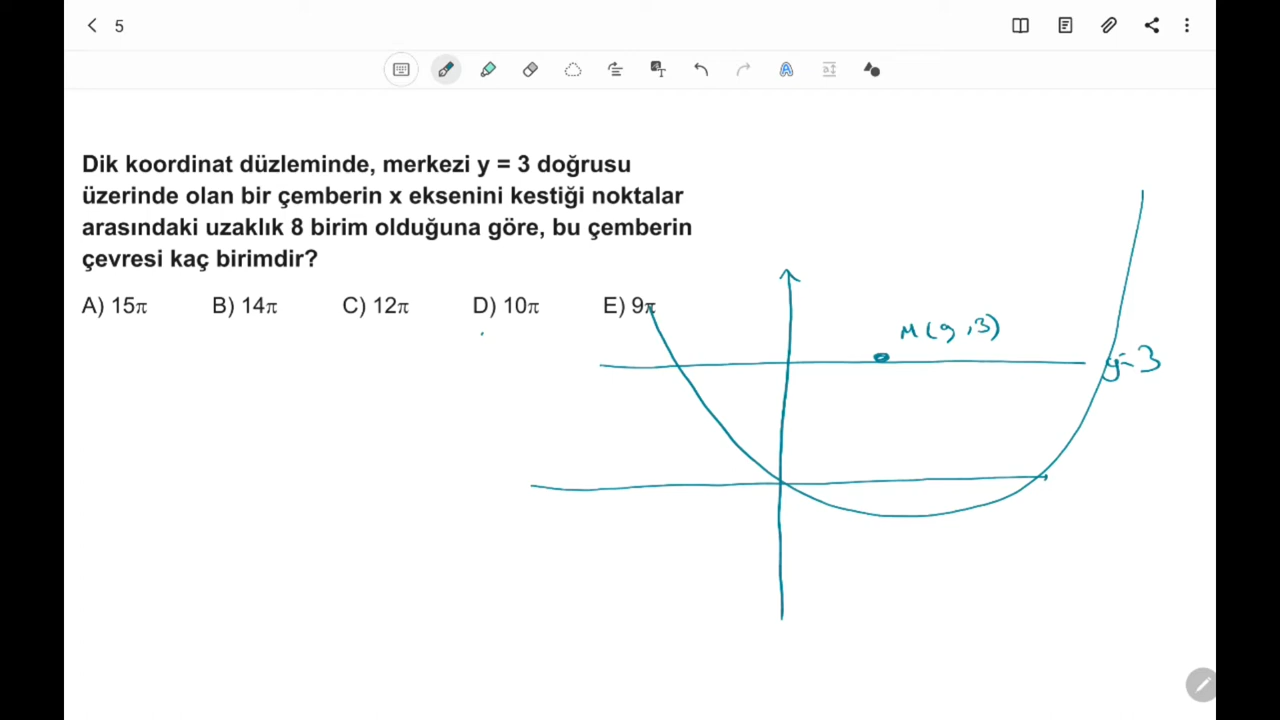 5
Dik koordinat düzleminde, merkezi y = 3 doğrusu
üzerinde olan bir çemberin x eksenini kestiği noktalar
arasındaki uzaklık 8 birim olduğuna göre, bu çemberin
çevresi kaç birimdir?
A) 15π B) 14π C) 12π D) 10π E) 9π
M(9,3)
y=3